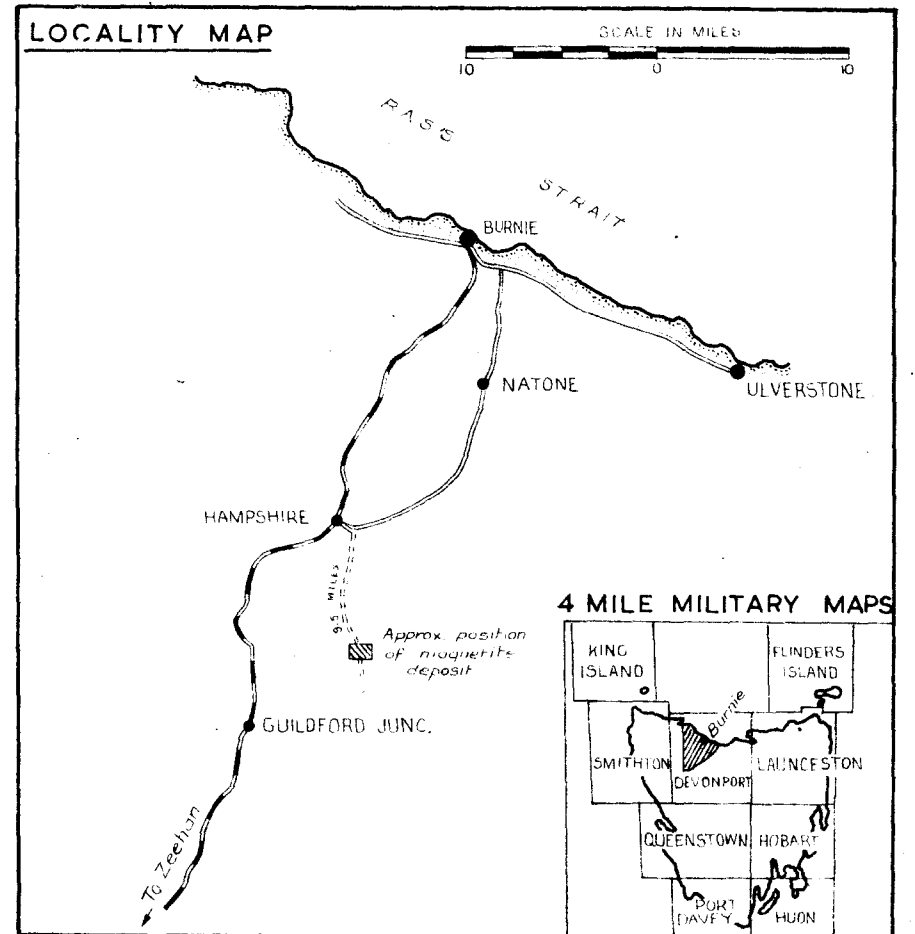 LOCALITY MAP
SCALE IN MILES
10 0 10
BASS
STRAIT
BURNIE
NATONE
ULVERSTONE
HAMPSHIRE
9.5 MILES
Approx. position
of magnetite
deposit
GUILDFORD JUNC.
To Zeehan
4 MILE MILITARY MAPS
KING
ISLAND
FLINDERS
ISLAND
Burnie
SMITHTON
DEVONPORT
LAUNCESTON
QUEENSTOWN
HOBART
PORT
DAVEY
HUON